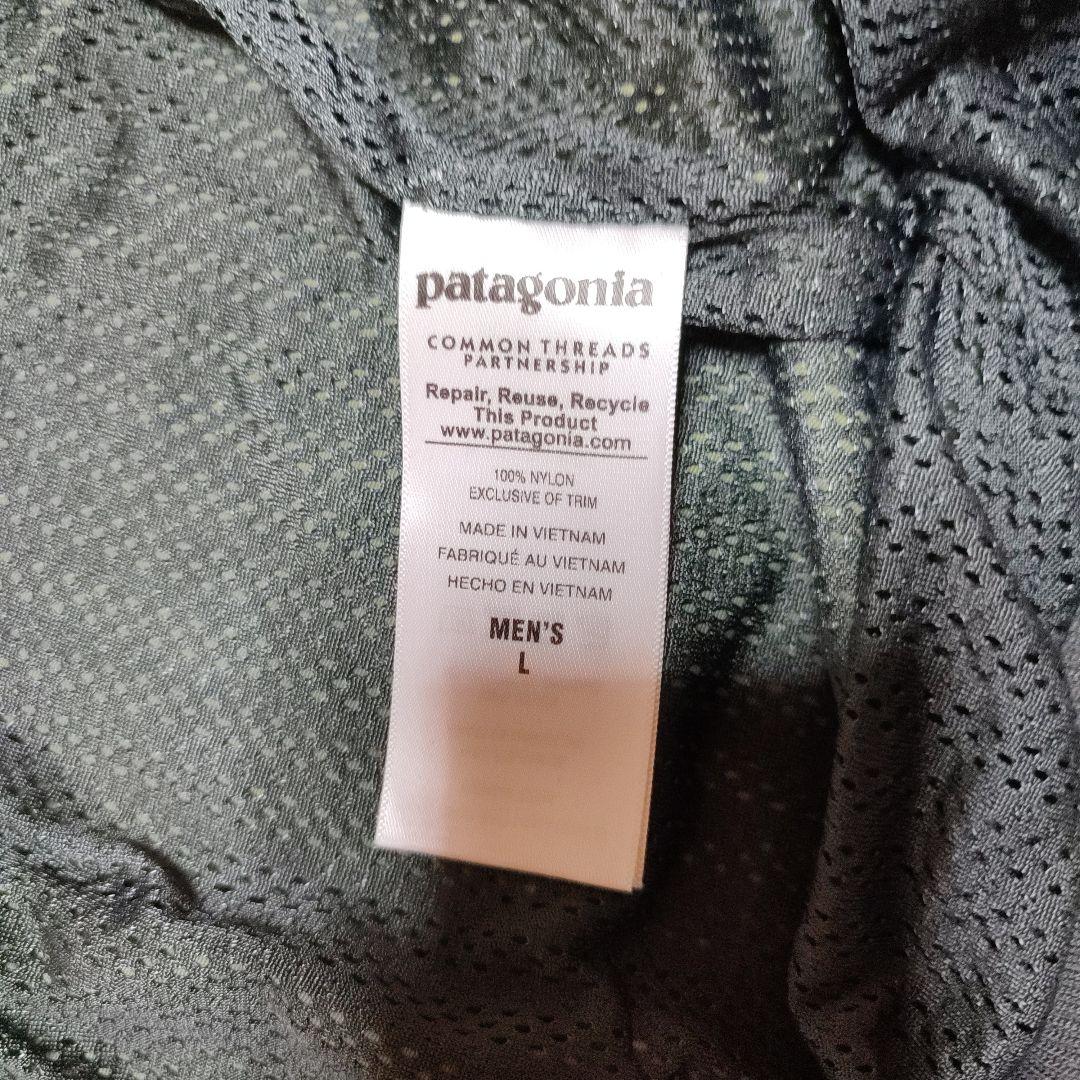 patagonia
COMMON THREADS
PARTNERSHIP
Repair, Reuse, Recycle
This Product
www.patagonia.com
100% NYLON
EXCLUSIVE OF TRIM
MADE IN VIETNAM
FABRIQUÉ AU VIETNAM
HECHO EN VIETNAM
MEN'S
L